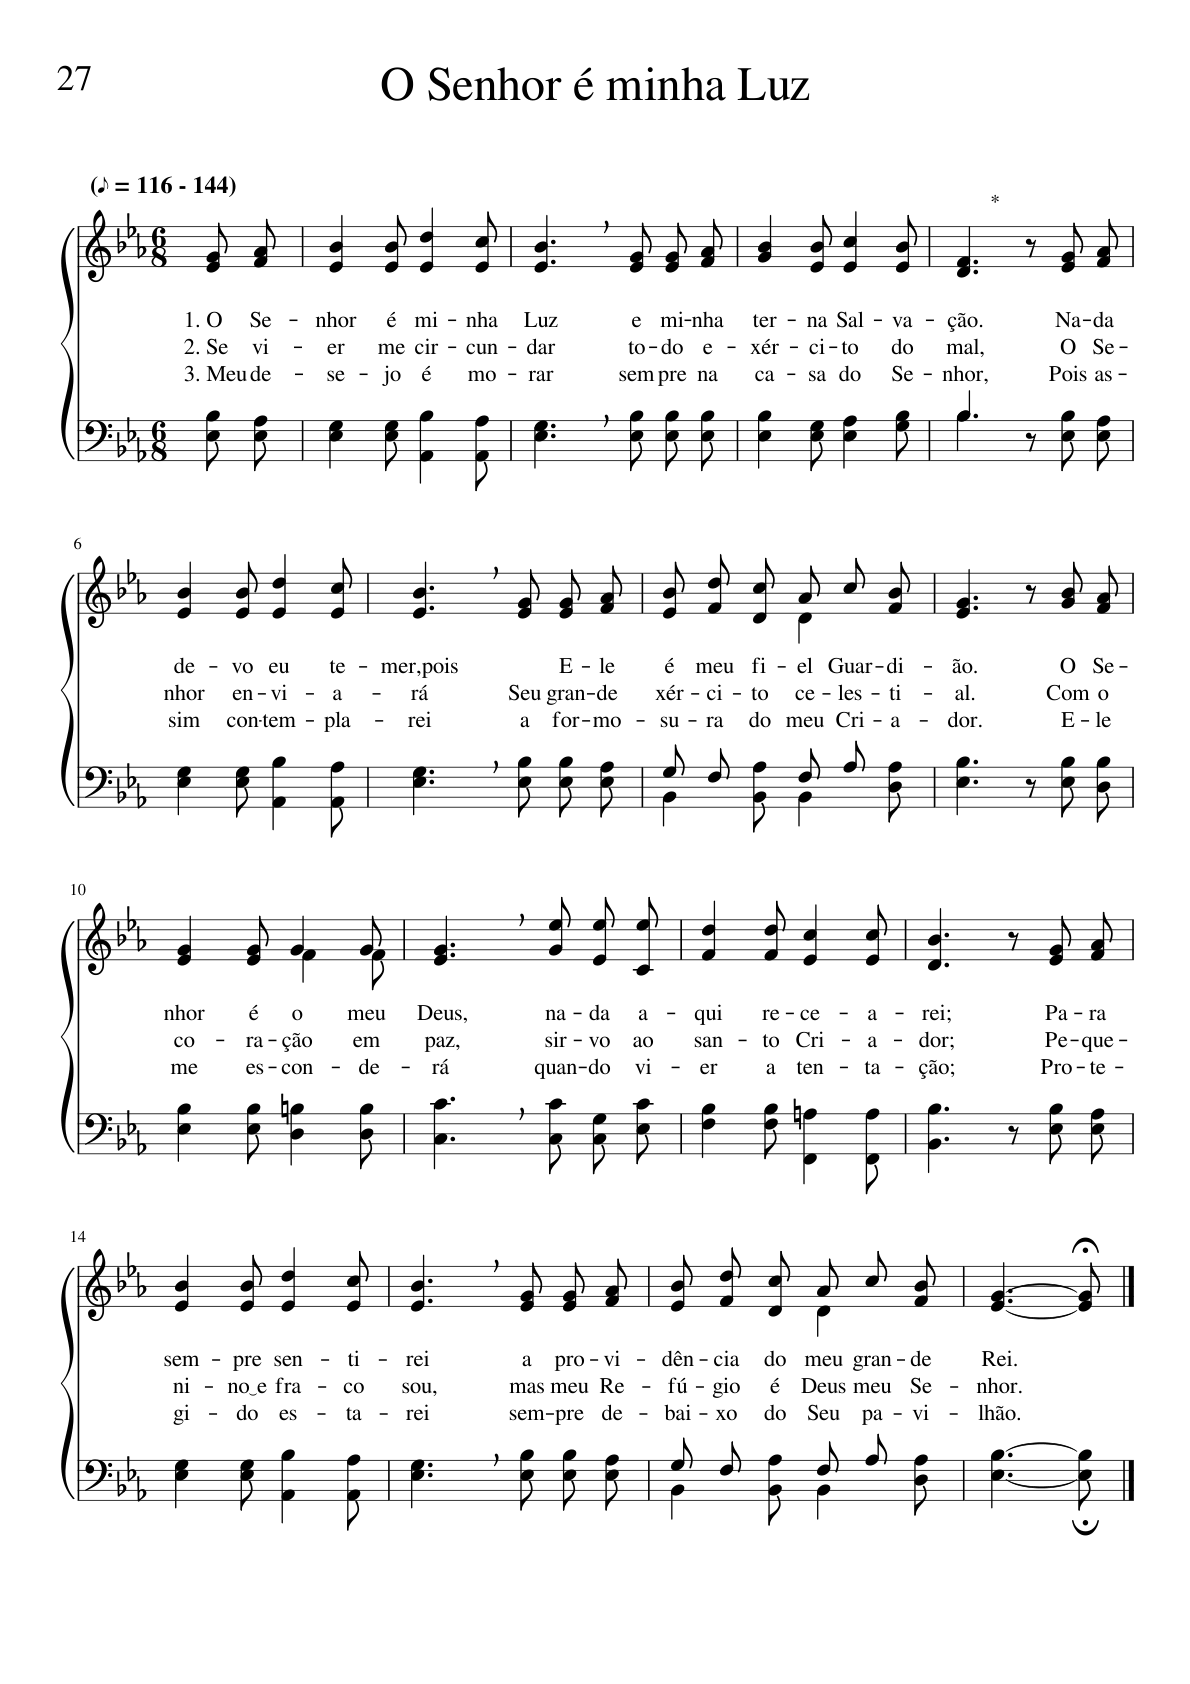 27
O Senhor é minha Luz
(♪ = 116 - 144)
*
1. O Se - nhor é mi - nha Luz e mi - nha ter - na Sal - va - ção. Na - da
2. Se vi - er me cir - cun - dar to - do e - xér - ci - to do mal, O Se -
3. Meu de - se - jo é mo - rar sem pre na ca - sa do Se - nhor, Pois as -
6
de - vo eu te - mer, pois E - le é meu fi - el Guar - di - ão. O Se -
nhor en - vi - a - rá Seu gran - de xér - ci - to ce - les - ti - al. Com o
sim con - tem - pla - rei a for - mo - su - ra do meu Cri - a - dor. E - le
10
nhor é o meu Deus, na - da a - qui re - ce - a - rei; Pa - ra
co - ra - ção em paz, sir - vo ao san - to Cri - a - dor; Pe - que -
me es - con - de - rá quan - do vi - er a ten - ta - ção; Pro - te -
14
sem - pre sen - ti - rei a pro - vi - dên - cia do meu gran - de Rei.
ni - no‿e fra - co sou, mas meu Re - fú - gio é Deus meu Se - nhor.
gi - do es - ta - rei sem - pre de - bai - xo do Seu pa - vi - lhão.